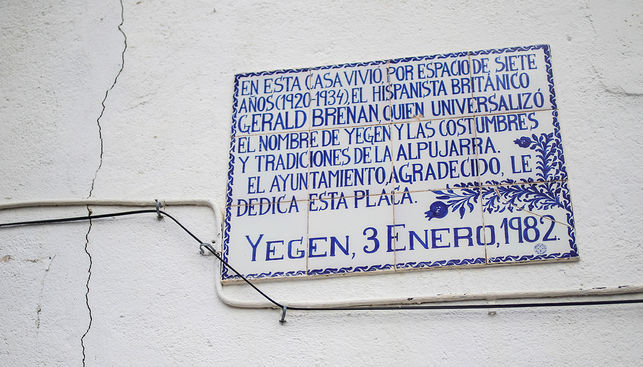 EN ESTA CASA VIVIÓ, POR ESPACIO DE SIETE
AÑOS (1920-1934), EL HISPANISTA BRITÁNICO
GERALD BRENAN, QUIEN UNIVERSALIZÓ
EL NOMBRE DE YEGEN Y LAS COSTUMBRES
Y TRADICIONES DE LA ALPUJARRA.
EL AYUNTAMIENTO, AGRADECIDO, LE
DEDICA ESTA PLACA.
YEGEN, 3 ENERO, 1982.